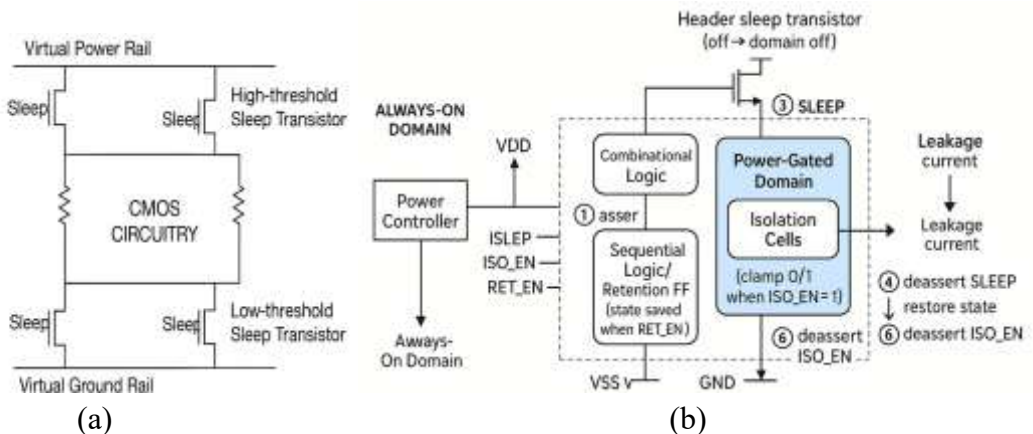 Virtual Power Rail
Sleep
Sleep
High-threshold
Sleep Transistor
CMOS
CIRCUITRY
Sleep
Sleep
Low-threshold
Sleep Transistor
Virtual Ground Rail
(a)
Header sleep transistor
(off → domain off)
③ SLEEP
ALWAYS-ON
DOMAIN
VDD
Power
Controller
Aways-
On Domain
ISLEP
ISO_EN
RET_EN
Combinational
Logic
① asser
Sequential
Logic/
Retention FF
(state saved
when RET_EN)
VSS v
Power-Gated
Domain
Isolation
Cells
(clamp 0/1
when ISO_EN = 1)
⑥ deassert
ISO_EN
GND
Leakage
current
Leakage
current
④ deassert SLEEP
restore state
⑥ deassert ISO_EN
(b)